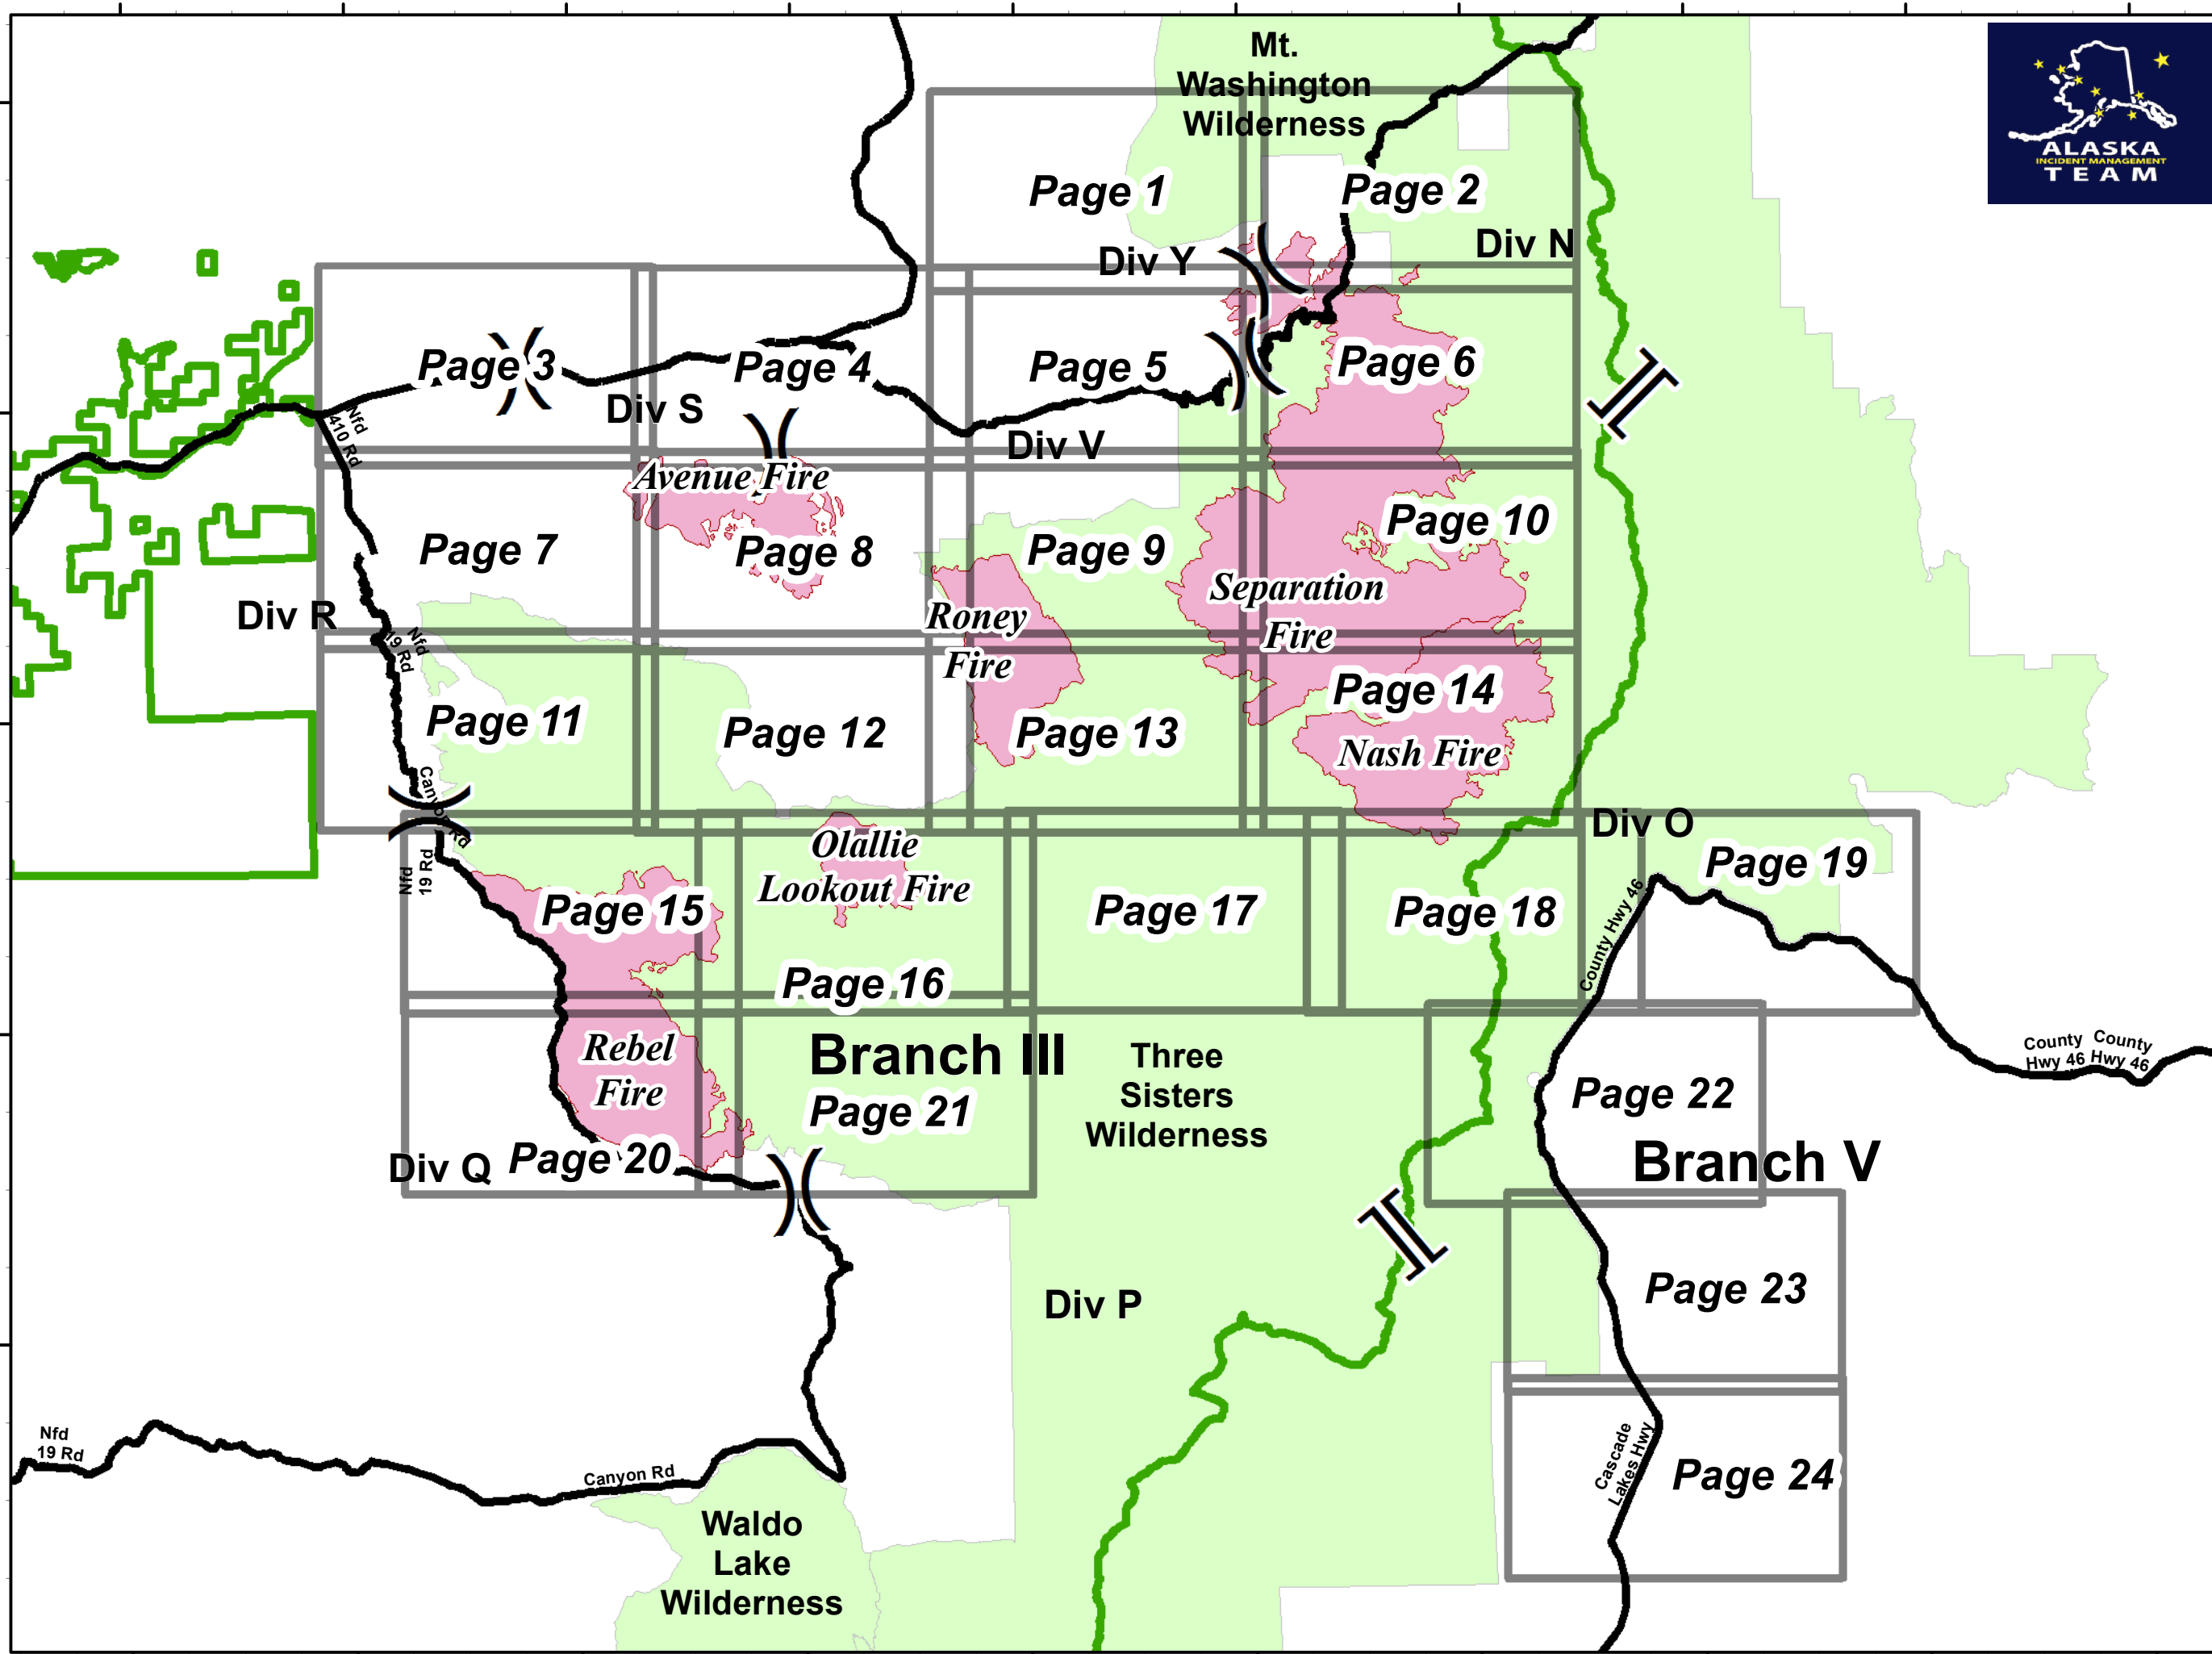 Mt.
Washington
Wilderness
ALASKA
INCIDENT MANAGEMENT
TEAM
Page 1
Page 2
Div Y
Div N
Page 3
Page 4
Page 5
Page 6
Nfd
410 Rd
Div S
Div V
Avenue Fire
Page 7
Page 8
Page 9
Page 10
Div R
Roney
Fire
Separation
Fire
Nfd
19 Rd
Page 11
Page 12
Page 13
Page 14
Nash Fire
Canyon Rd
Nfd
19 Rd
Olallie
Lookout Fire
Div O
Page 15
Page 16
Page 17
Page 18
Page 19
County Hwy 46
Rebel
Fire
Branch III
Three
Sisters
Wilderness
County
Hwy 46
County
Hwy 46
Page 20
Page 21
Page 22
Div Q
Branch V
Page 23
Div P
Page 24
Cascade
Lakes Hwy
Nfd
19 Rd
Canyon Rd
Waldo
Lake
Wilderness